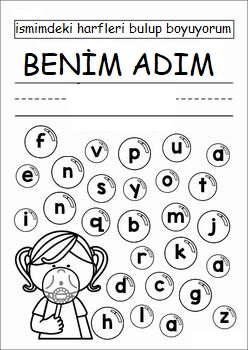 ismimdeki harfleri bulup boyuyorum
BENİM ADIM
f v p u a
e n s y o t
i n q b m j
r k a
d c g z
h l a